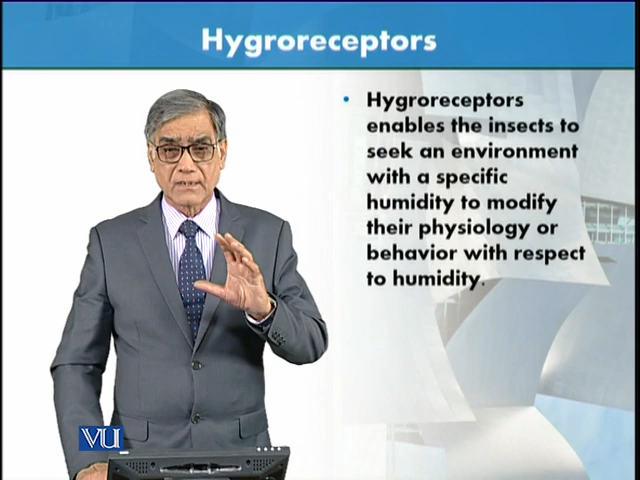 Hygroreceptors
• Hygroreceptors
enables the insects to
seek an environment
with a specific
humidity to modify
their physiology or
behavior with respect
to humidity.
VU